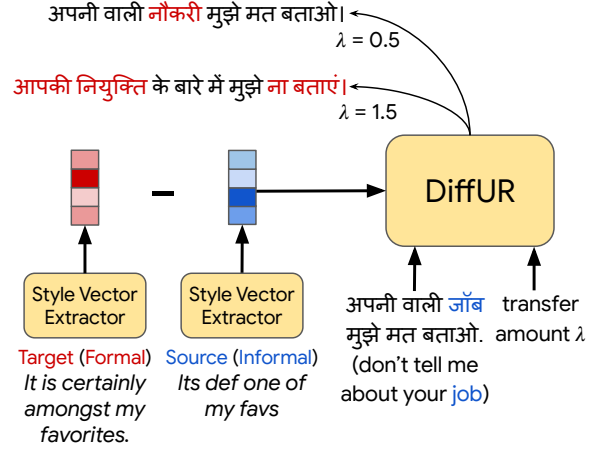 अपनी वाली नौकरी मुझे मत बताओ।
λ = 0.5
आपकी नियुक्ति के बारे में मुझे ना बताएं।
λ = 1.5
DiffUR
Style Vector
Extractor
Style Vector
Extractor
Target (Formal)
It is certainly
amongst my
favorites.
Source (Informal)
Its def one of
my favs
अपनी वाली जॉब
मुझे मत बताओ.
(don't tell me
about your job)
transfer
amount λ